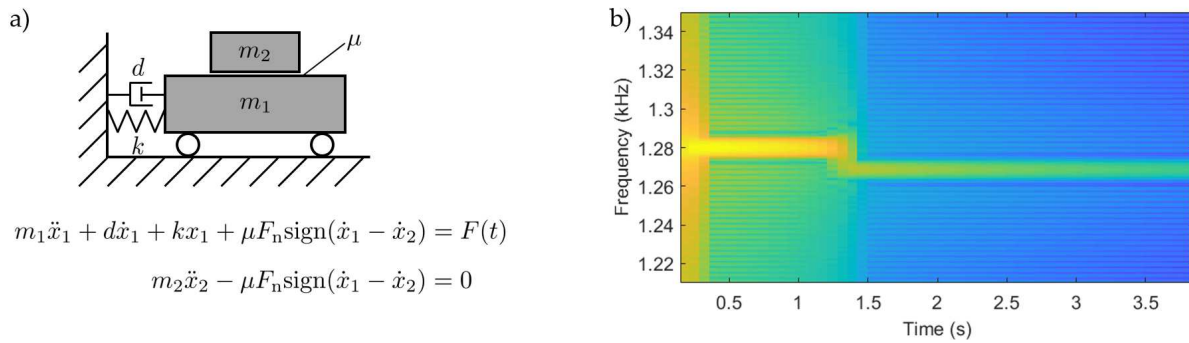 a)
d
k
m₂
m₁
μ
m₁ẍ₁ + dẋ₁ + kx₁ + μFₙsign(ẋ₁ − ẋ₂) = F(t)
m₂ẍ₂ − μFₙsign(ẋ₁ − ẋ₂) = 0
b)
Frequency (kHz)
1.34
1.32
1.3
1.28
1.26
1.24
1.22
0.5 1 1.5 2 2.5 3 3.5
Time (s)